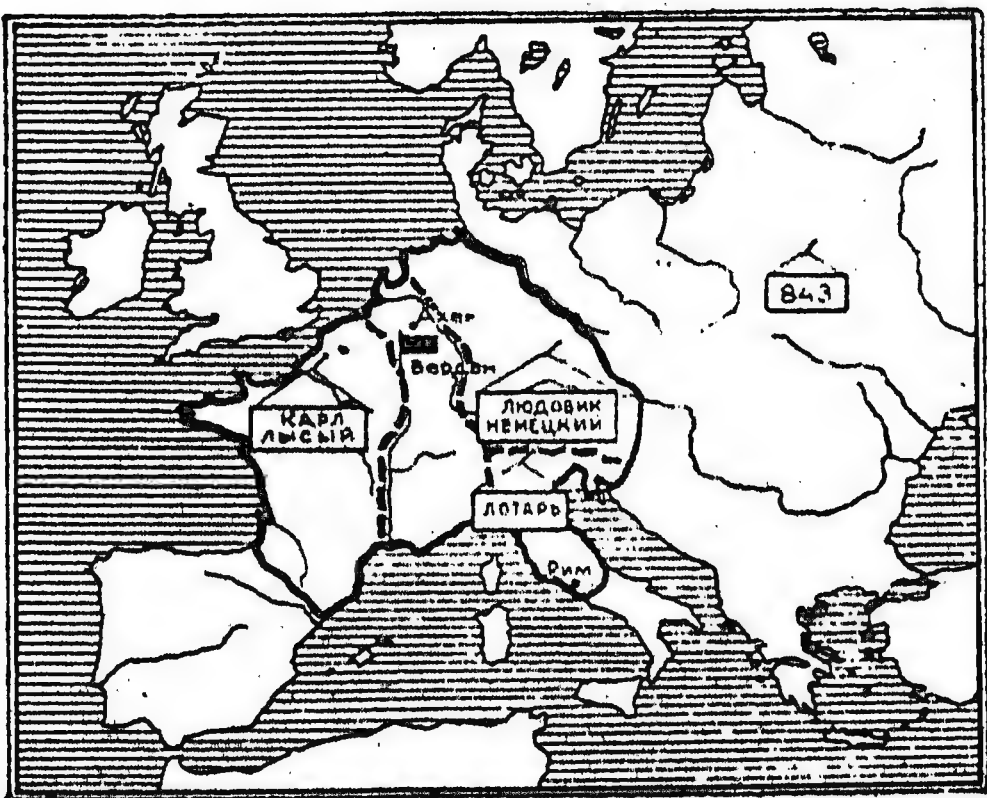 843
Ахен
Верден
КАРЛ
ЛЫСЫЙ
ЛЮДОВИК
НЕМЕЦКИЙ
ЛОТАРЬ
Рим